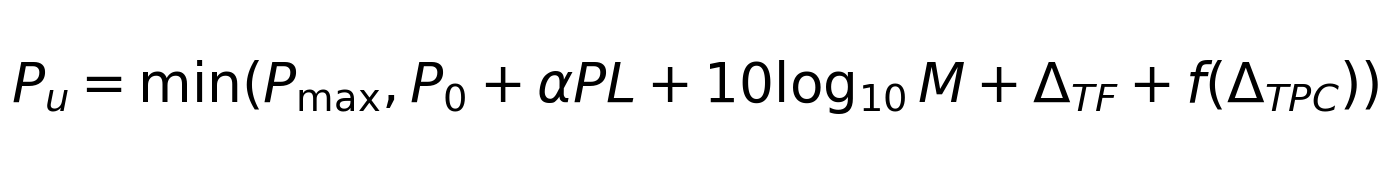 P_u = min(P_max, P_0 + αPL + 10log_10 M + Δ_TF + f(Δ_TPC))